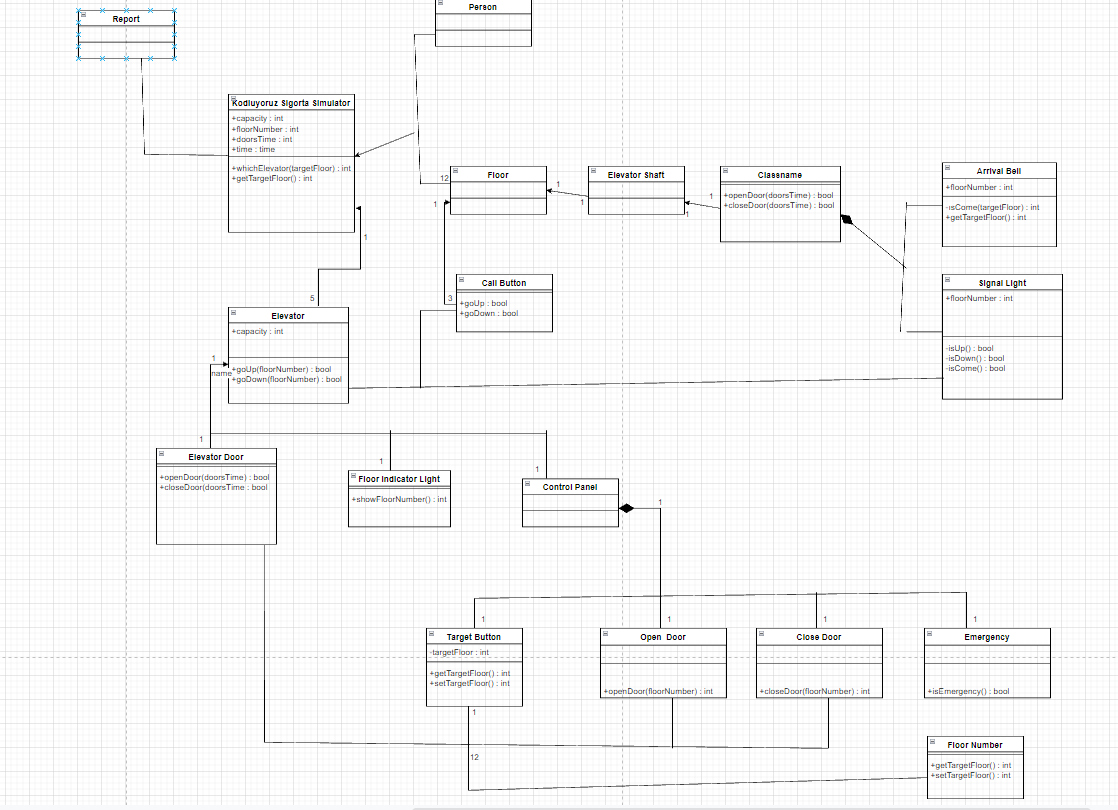 Person
Report
Kodluyoruz Sigorta Simulator
+capacity : int
+floorNumber : int
+doorsTime : int
+time : time
+whichElevator(targetFloor) : int
+getTargetFloor() : int
12
Floor
1
1
Elevator Shaft
1
1
Classname
+openDoor(doorsTime) : bool
+closeDoor(doorsTime) : bool
Arrival Bell
+floorNumber : int
-isCome(targetFloor) : int
+getTargetFloor() : int
1
1
5
3
Call Button
+goUp : bool
+goDown : bool
Signal Light
+floorNumber : int
-isUp() : bool
-isDown() : bool
-isCome() : bool
Elevator
+capacity : int
+goUp(floorNumber) : bool
+goDown(floorNumber) : bool
1
name
1
1
1
Elevator Door
+openDoor(doorsTime) : bool
+closeDoor(doorsTime : bool
Floor Indicator Light
+showFloorNumber() : int
Control Panel
1
1
1
1
1
Target Button
-targetFloor : int
+getTargetFloor() : int
+setTargetFloor() : int
Open Door
+openDoor(floorNumber) : int
Close Door
+closeDoor(floorNumber) : int
Emergency
+isEmergency() : bool
1
12
Floor Number
+getTargetFloor() : int
+setTargetFloor() : int